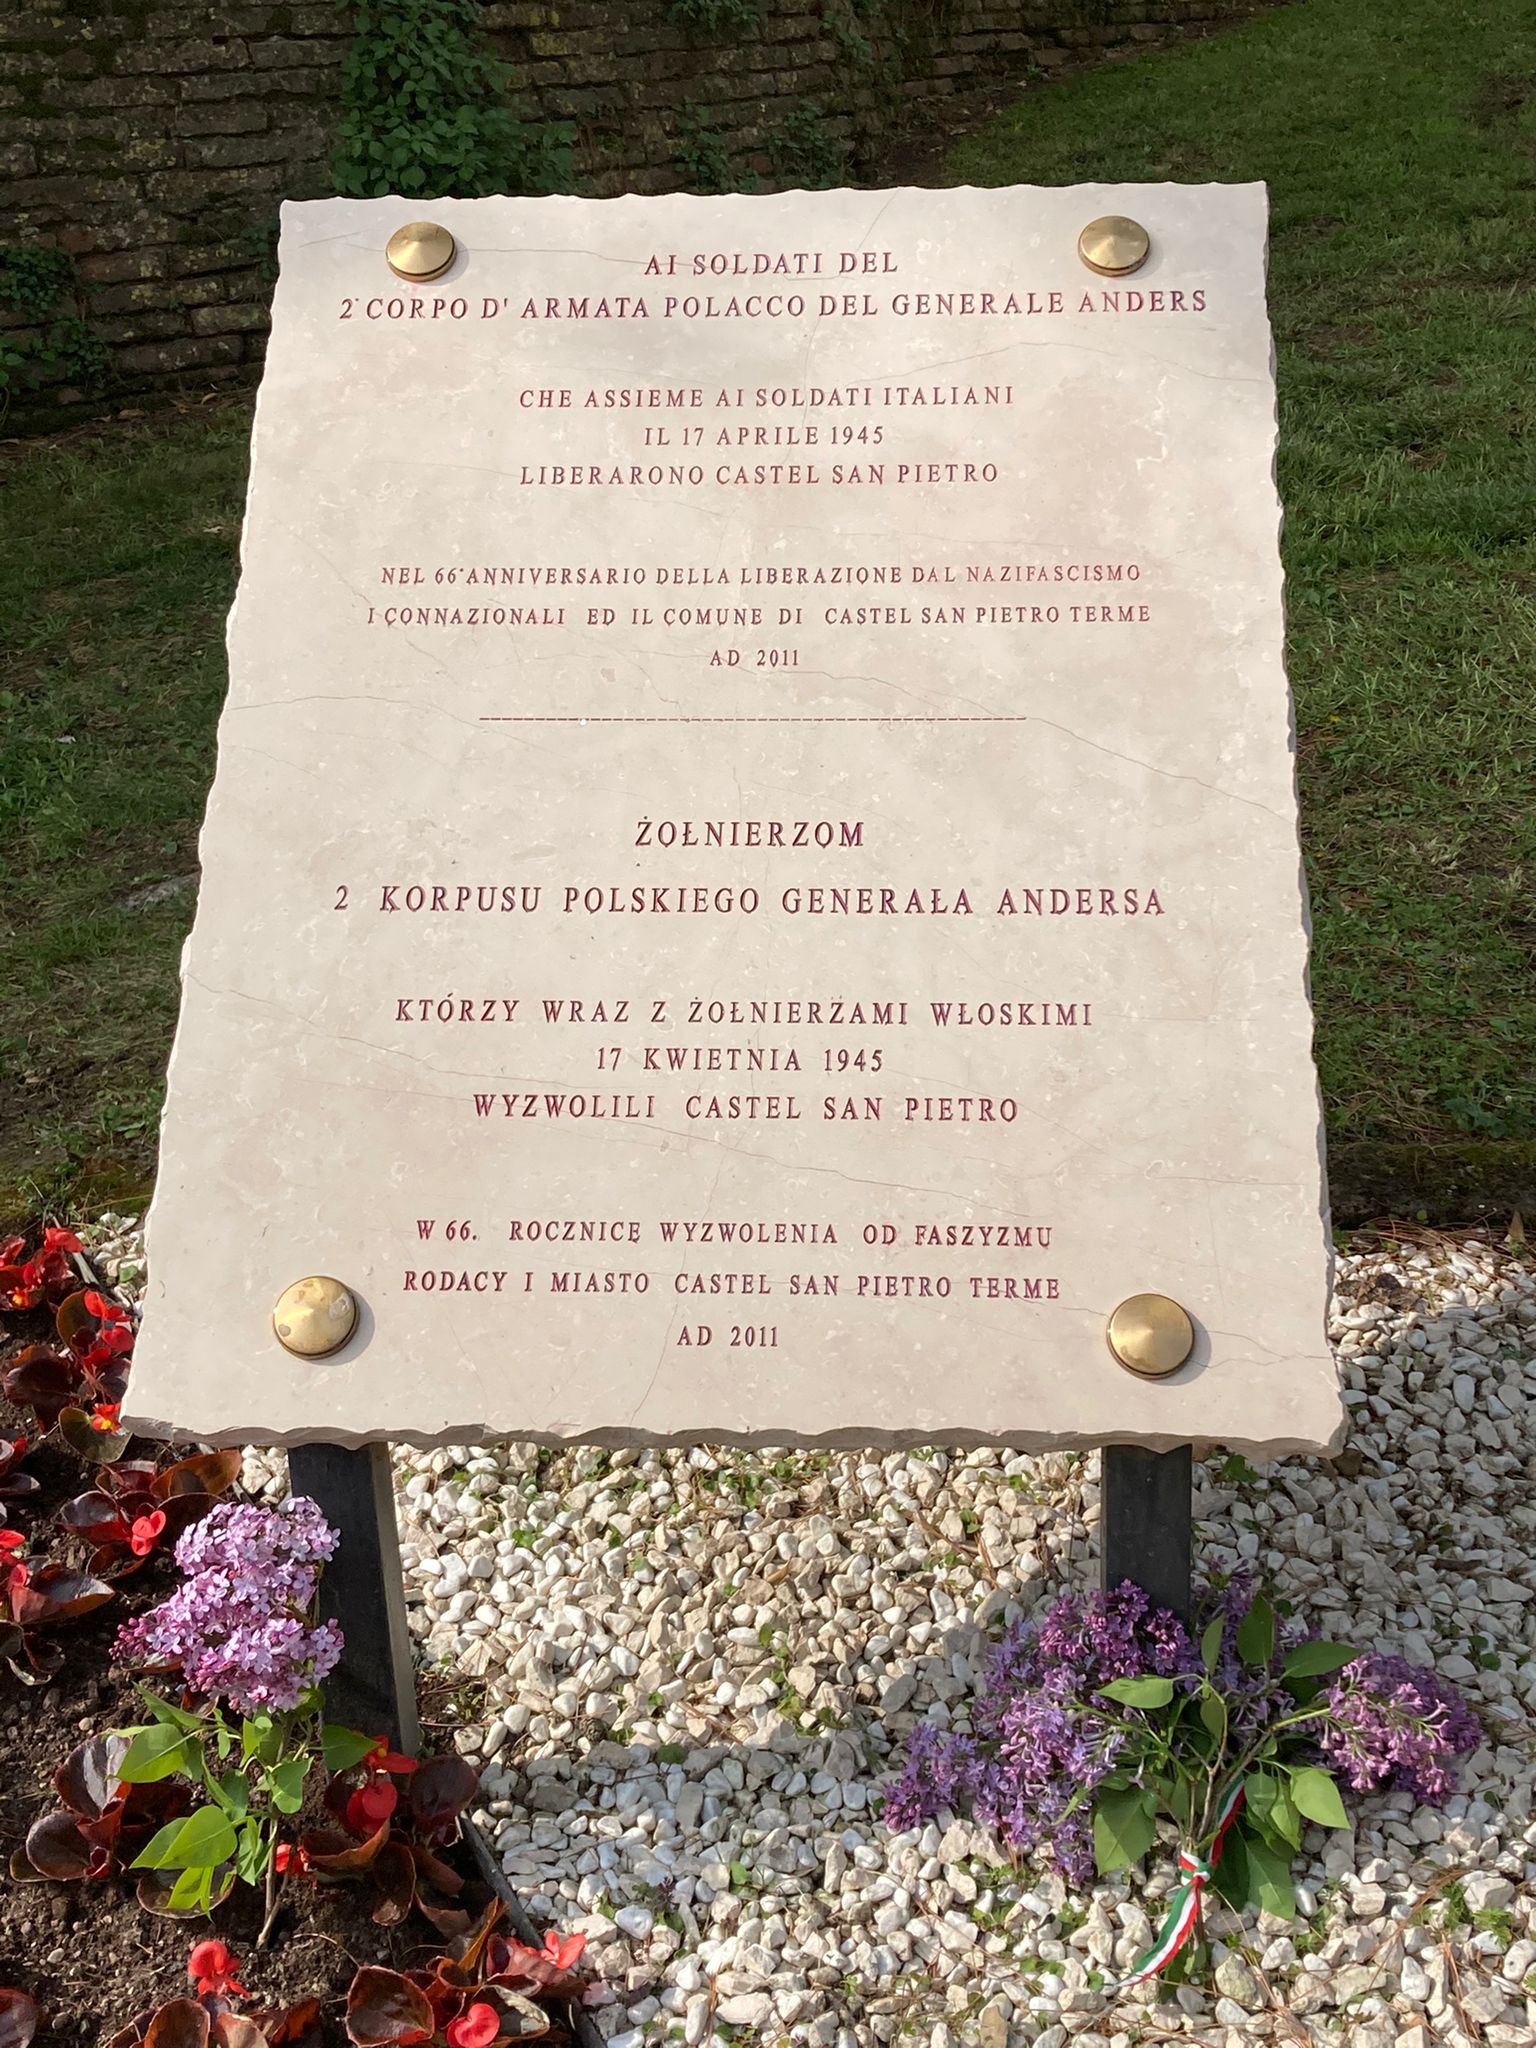 AI SOLDATI DEL
2° CORPO D' ARMATA POLACCO DEL GENERALE ANDERS
CHE ASSIEME AI SOLDATI ITALIANI
IL 17 APRILE 1945
LIBERARONO CASTEL SAN PIETRO
NEL 66° ANNIVERSARIO DELLA LIBERAZIONE DAL NAZIFASCISMO
I CONNAZIONALI ED IL COMUNE DI CASTEL SAN PIETRO TERME
AD 2011
ŻOŁNIERZOM
2 KORPUSU POLSKIEGO GENERAŁA ANDERSA
KTÓRZY WRAZ Z ŻOŁNIERZAMI WŁOSKIMI
17 KWIETNIA 1945
WYZWOLILI CASTEL SAN PIETRO
W 66. ROCZNICĘ WYZWOLENIA OD FASZYZMU
RODACY I MIASTO CASTEL SAN PIETRO TERME
AD 2011